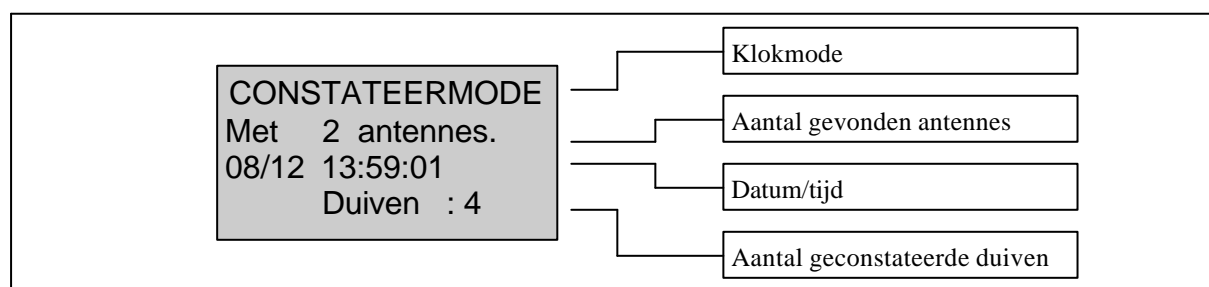 CONSTATEERMODE
Met 2 antennes.
08/12 13:59:01
Duiven : 4
Klokmode
Aantal gevonden antennes
Datum/tijd
Aantal geconstateerde duiven